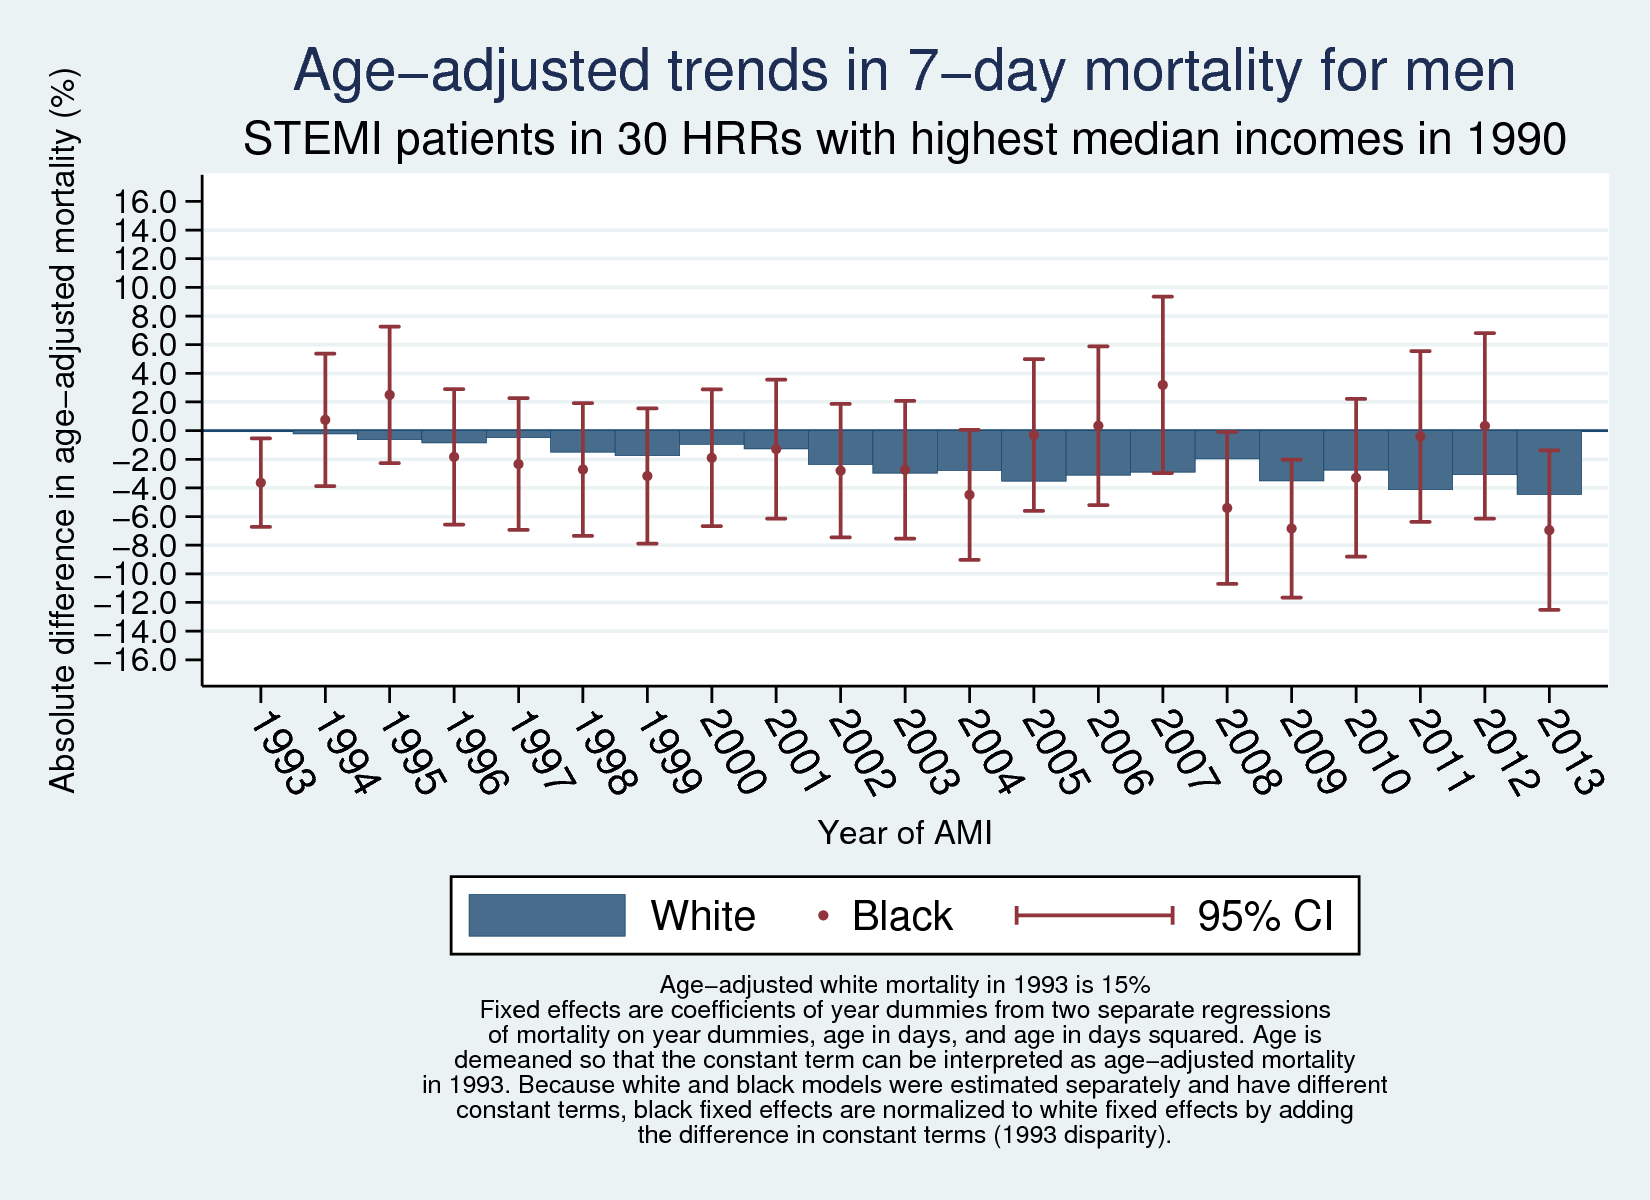 Age−adjusted trends in 7−day mortality for men
STEMI patients in 30 HRRs with highest median incomes in 1990
Absolute difference in age−adjusted mortality (%)
16.0
14.0
12.0
10.0
8.0
6.0
4.0
2.0
0.0
−2.0
−4.0
−6.0
−8.0
−10.0
−12.0
−14.0
−16.0
1993 1994 1995 1996 1997 1998 1999 2000 2001 2002 2003 2004 2005 2006 2007 2008 2009 2010 2011 2012 2013
Year of AMI
White Black 95% CI
Age−adjusted white mortality in 1993 is 15%
Fixed effects are coefficients of year dummies from two separate regressions
of mortality on year dummies, age in days, and age in days squared. Age is
demeaned so that the constant term can be interpreted as age−adjusted mortality
in 1993. Because white and black models were estimated separately and have different
constant terms, black fixed effects are normalized to white fixed effects by adding
the difference in constant terms (1993 disparity).